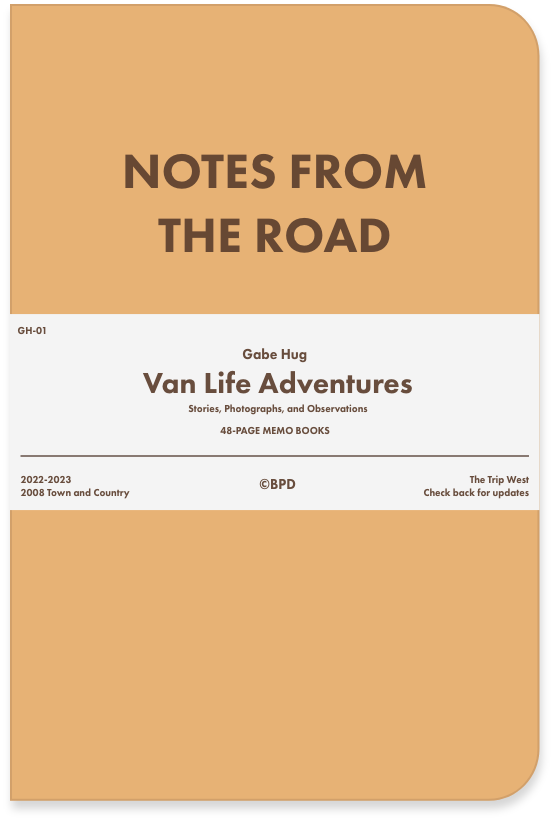 NOTES FROM
THE ROAD
GH-01
Gabe Hug
Van Life Adventures
Stories, Photographs, and Observations
48-PAGE MEMO BOOKS
2022-2023
2008 Town and Country
©BPD
The Trip West
Check back for updates